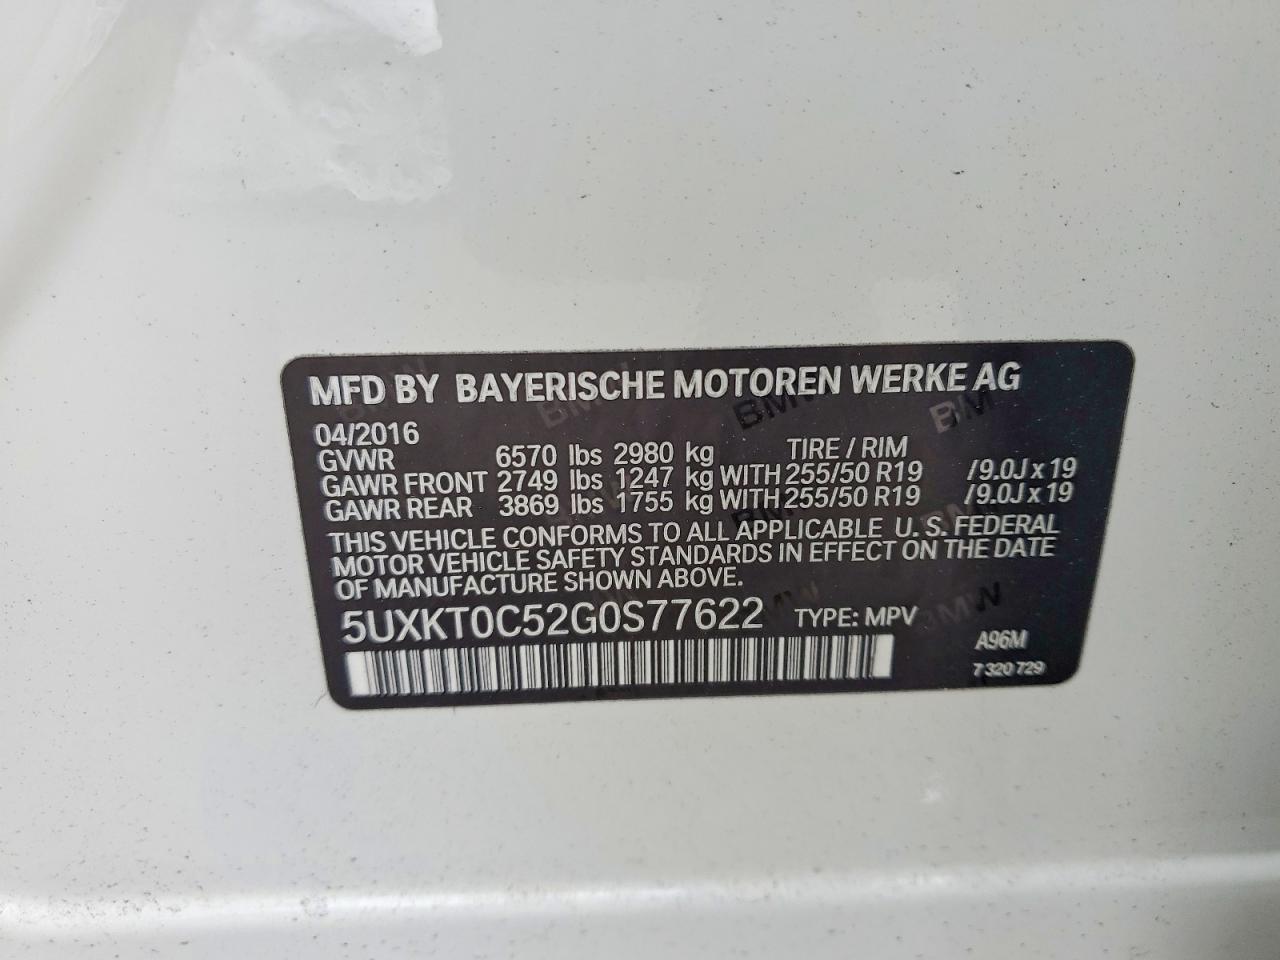 MFD BY BAYERISCHE MOTOREN WERKE AG
04/2016
GVWR 6570 lbs 2980 kg TIRE / RIM
GAWR FRONT 2749 lbs 1247 kg WITH 255/50 R19 /9.0J x 19
GAWR REAR 3869 lbs 1755 kg WITH 255/50 R19 /9.0J x 19
THIS VEHICLE CONFORMS TO ALL APPLICABLE U. S. FEDERAL
MOTOR VEHICLE SAFETY STANDARDS IN EFFECT ON THE DATE
OF MANUFACTURE SHOWN ABOVE.
5UXKT0C52G0S77622 TYPE: MPV
A96M
7 320 729